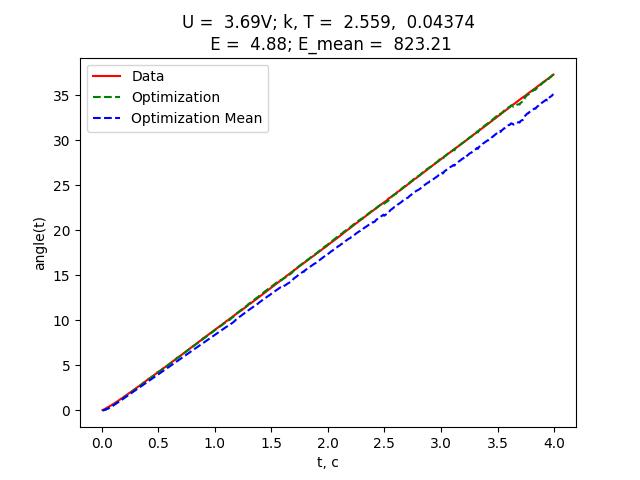 U = 3.69V; k, T = 2.559, 0.04374
E = 4.88; E_mean = 823.21
Data
Optimization
Optimization Mean
angle(t)
35
30
25
20
15
10
5
0
0.0 0.5 1.0 1.5 2.0 2.5 3.0 3.5 4.0
t, c